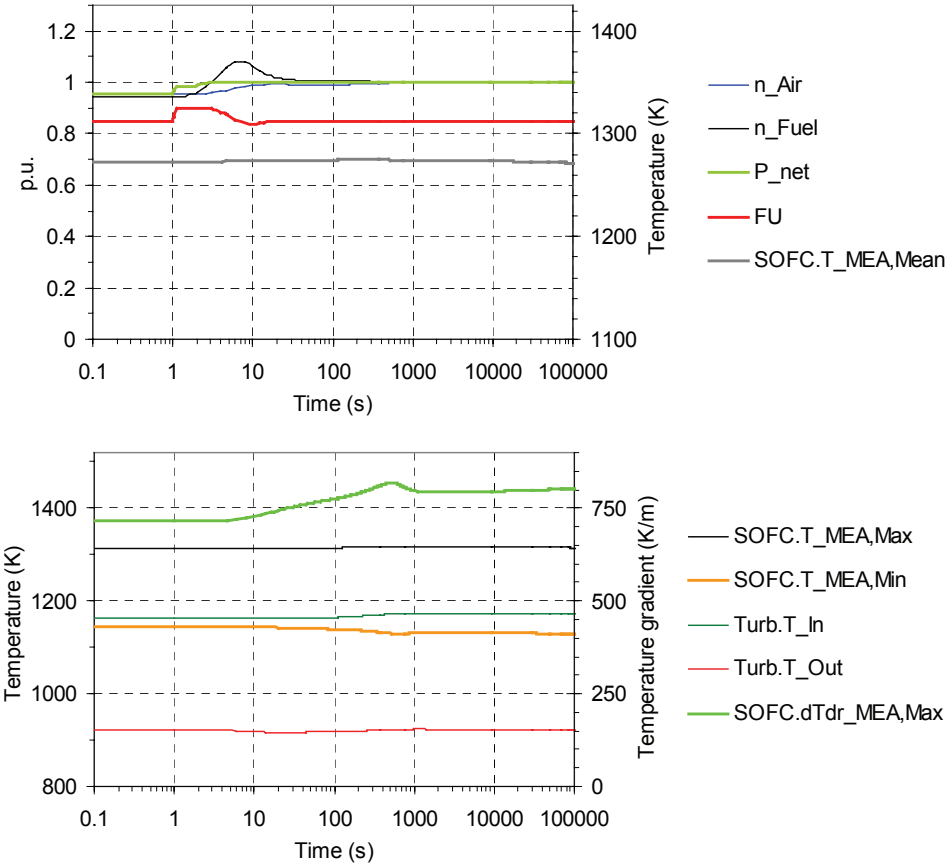 1.2
1
0.8
0.6
0.4
0.2
0
p.u.
1400
1300
1200
1100
Temperature (K)
0.1 1 10 100 1000 10000 100000
Time (s)
n_Air
n_Fuel
P_net
FU
SOFC.T_MEA,Mean
1400
1200
1000
800
Temperature (K)
750
500
250
0
Temperature gradient (K/m)
0.1 1 10 100 1000 10000 100000
Time (s)
SOFC.T_MEA,Max
SOFC.T_MEA,Min
Turb.T_In
Turb.T_Out
SOFC.dTdr_MEA,Max